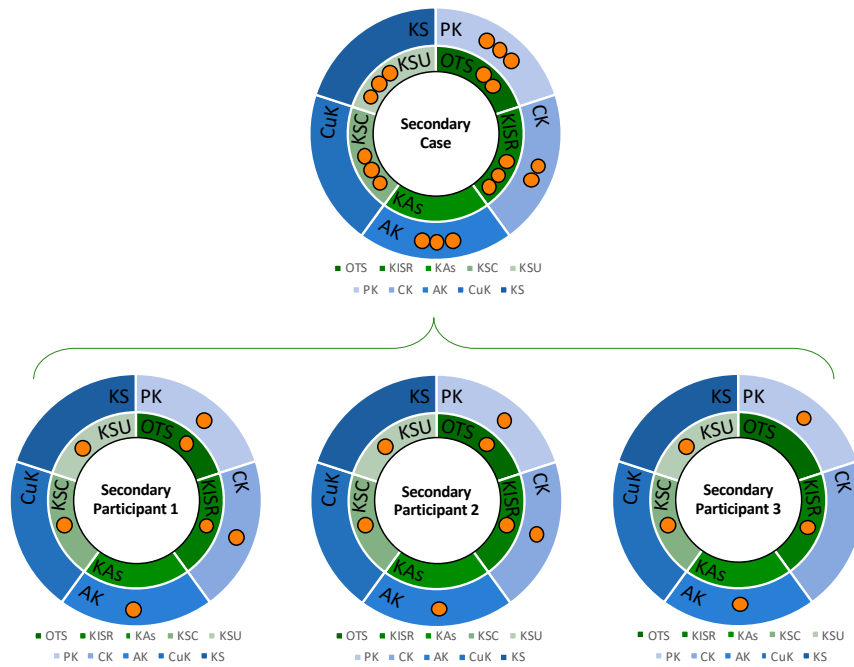 KS PK
KSU OTS
CuK KSC Secondary Case KISR CK
KAs
AK
OTS KISR KAs KSC KSU
PK CK AK CuK KS
KS PK
KSU OTS
CuK KSC Secondary Participant 1 KISR CK
KAs
AK
OTS KISR KAs KSC KSU
PK CK AK CuK KS
KS PK
KSU OTS
CuK KSC Secondary Participant 2 KISR CK
KAs
AK
OTS KISR KAs KSC KSU
PK CK AK CuK KS
KS PK
KSU OTS
CuK KSC Secondary Participant 3 KISR CK
KAs
AK
OTS KISR KAs KSC KSU
PK CK AK CuK KS